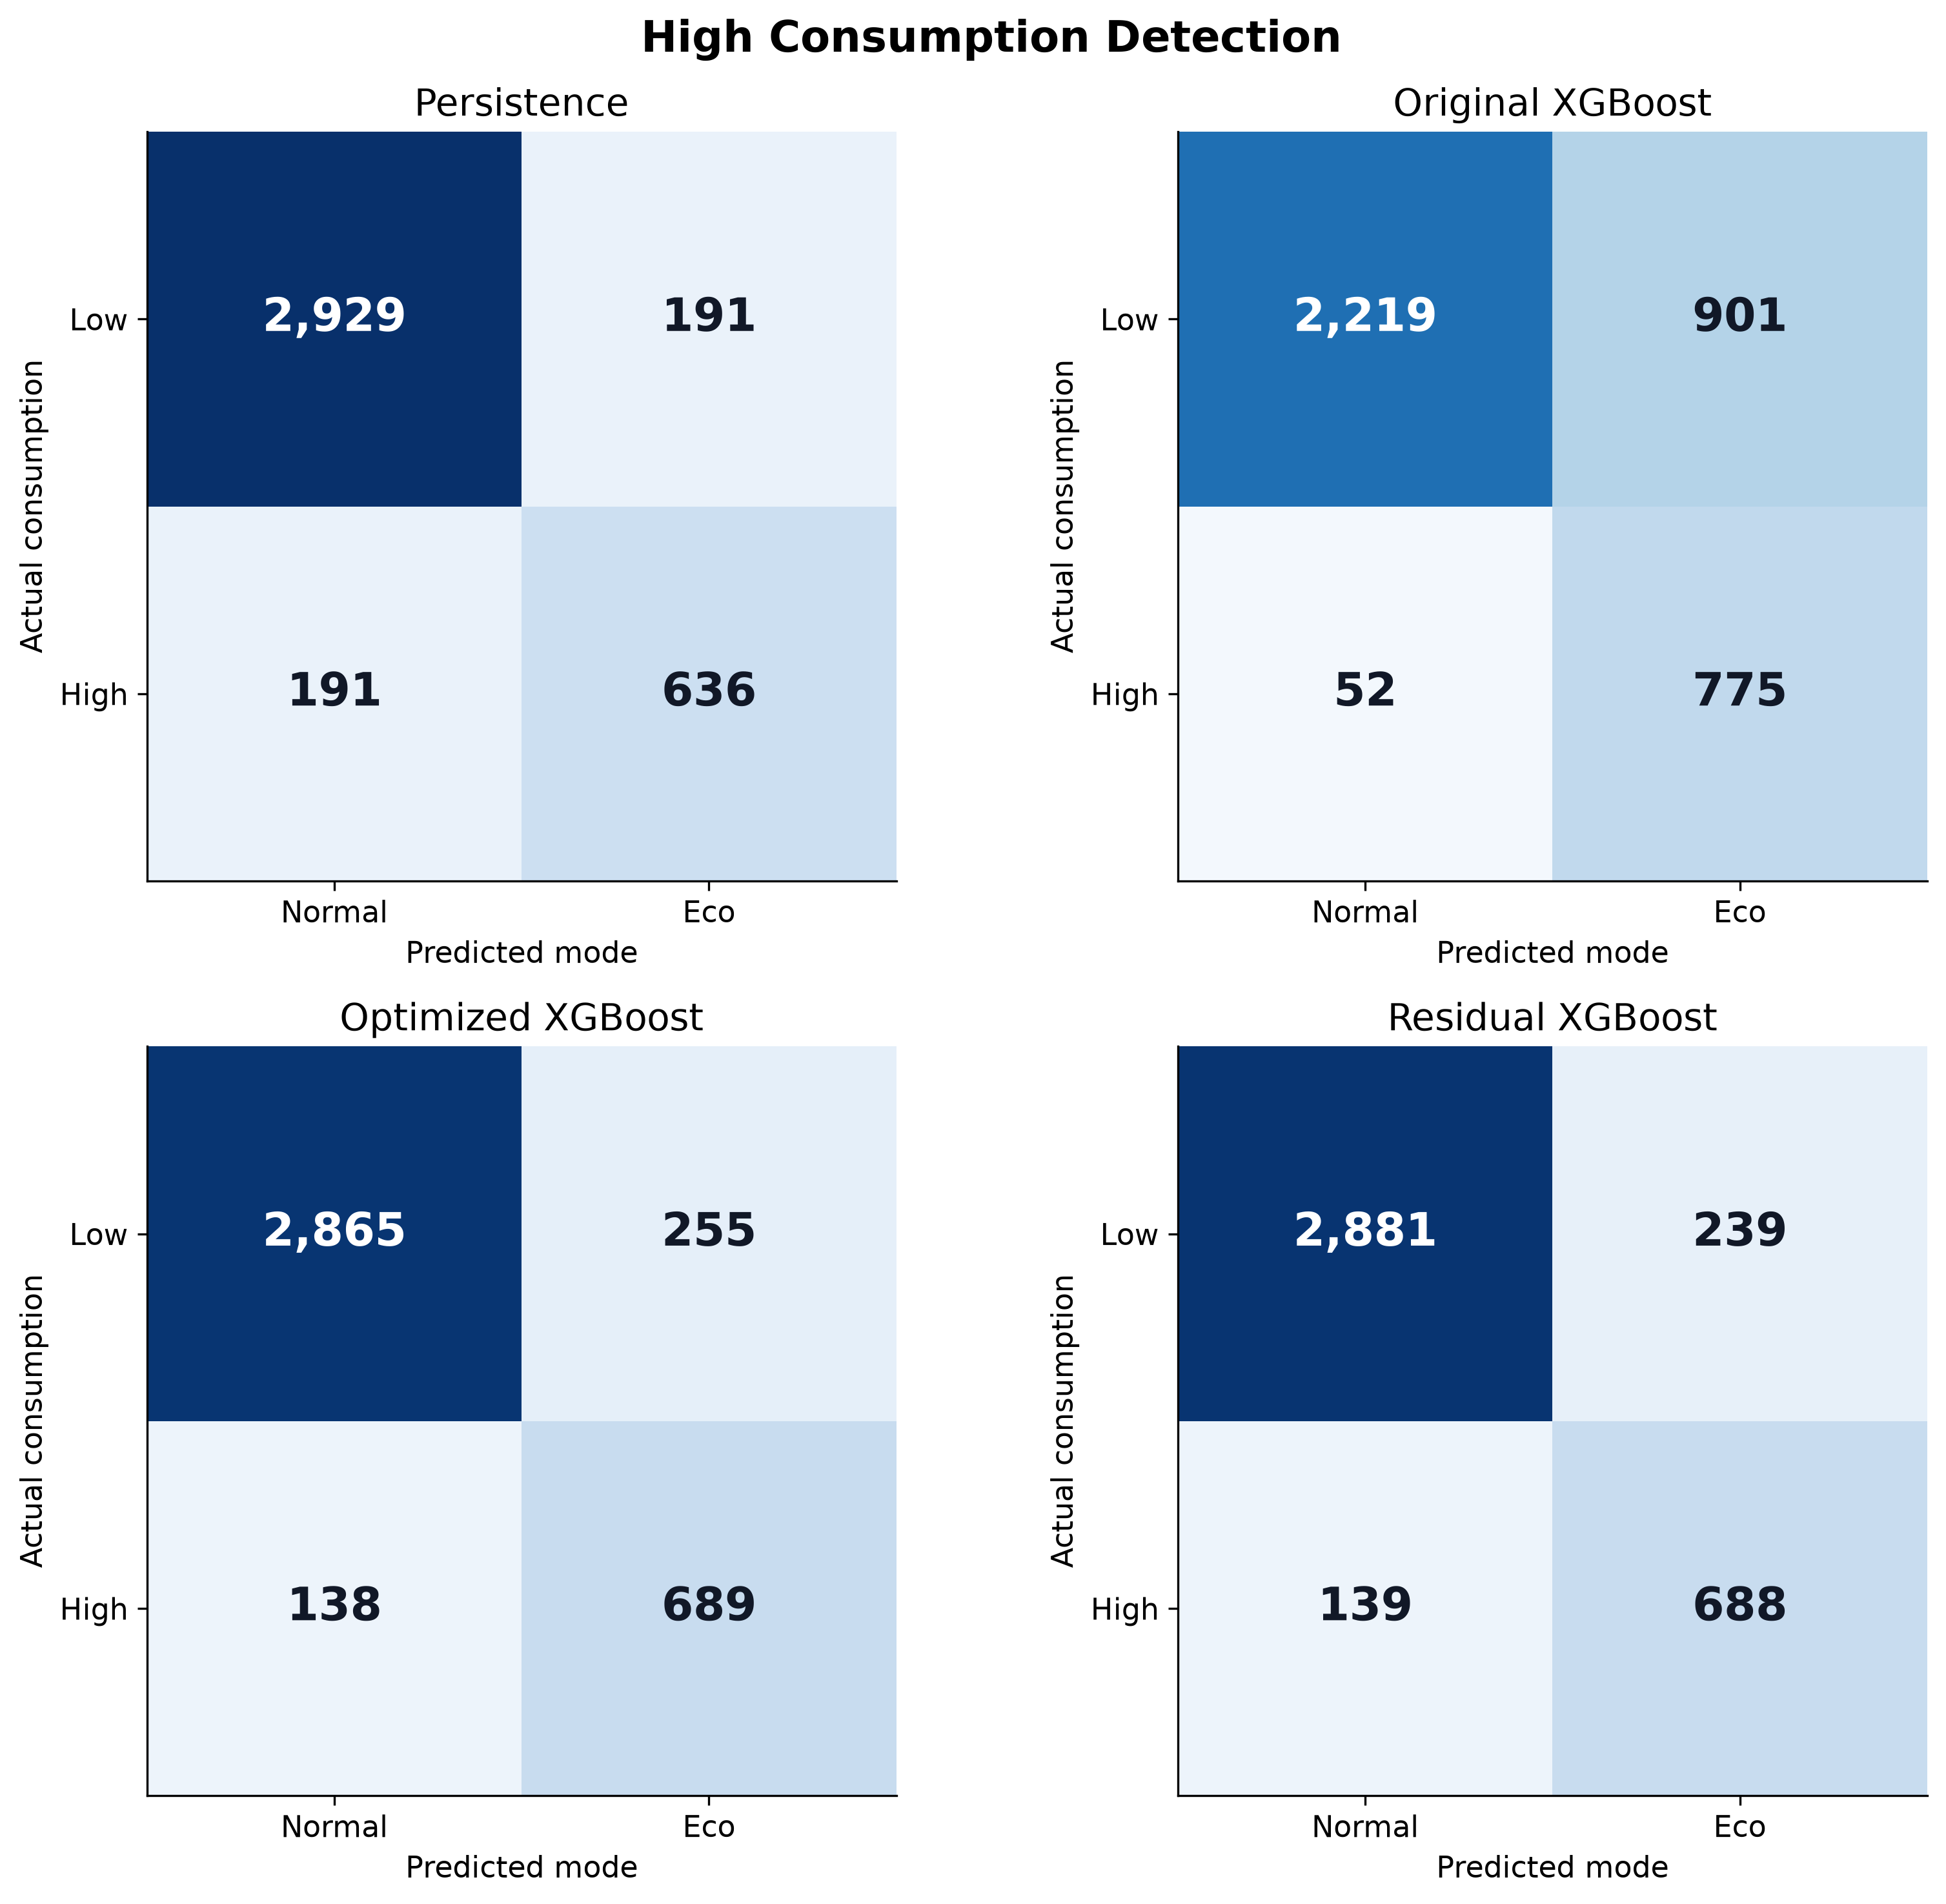 High Consumption Detection
Persistence
Actual consumption
Low
2,929
191
High
191
636
Normal
Eco
Predicted mode
Original XGBoost
Actual consumption
Low
2,219
901
High
52
775
Normal
Eco
Predicted mode
Optimized XGBoost
Actual consumption
Low
2,865
255
High
138
689
Normal
Eco
Predicted mode
Residual XGBoost
Actual consumption
Low
2,881
239
High
139
688
Normal
Eco
Predicted mode